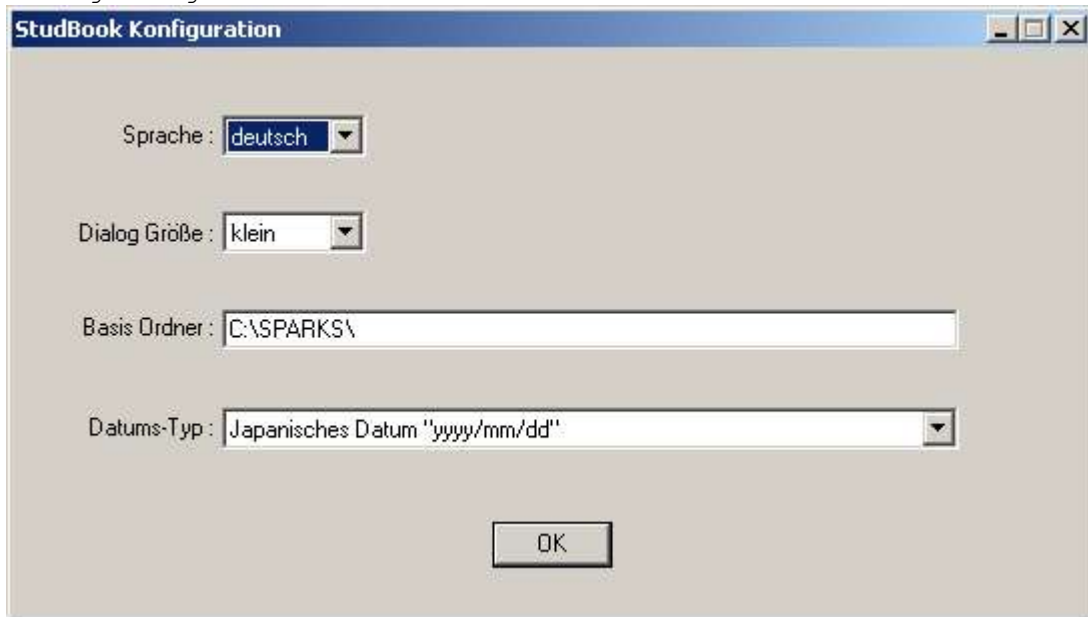 StudBook Konfiguration
Sprache : deutsch
Dialog Größe : klein
Basis Ordner : C:\SPARKS\
Datums-Typ : Japanisches Datum "yyyy/mm/dd"
OK